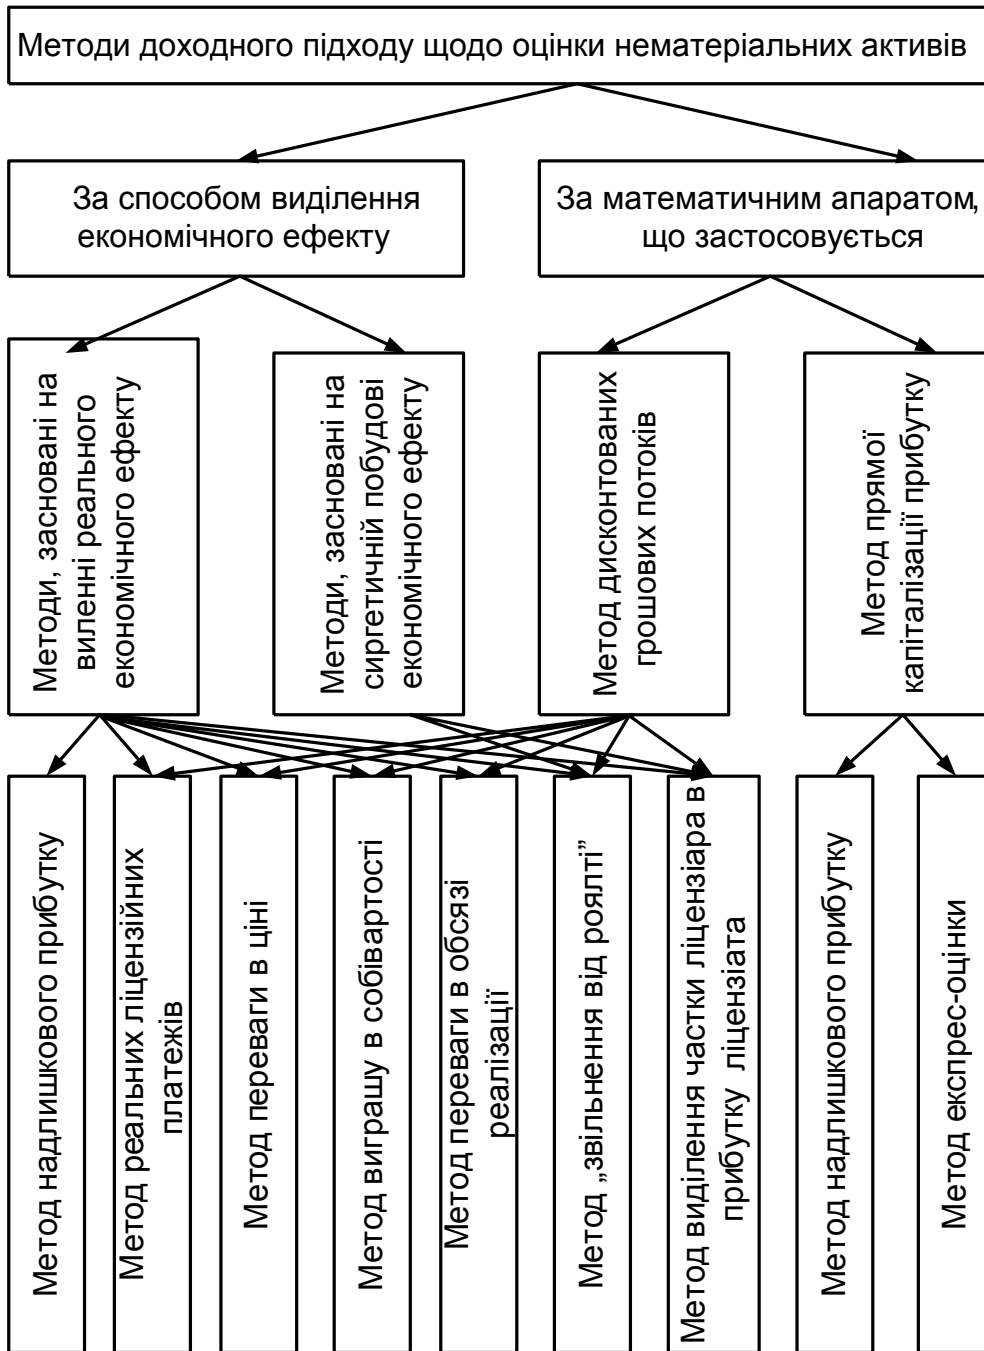 Методи доходного підходу щодо оцінки нематеріальних активів
За способом виділення
економічного ефекту
За математичним апаратом,
що застосовується
Методи, засновані на
виленні реального
економічного ефекту
Методи, засновані на
сиргетичній побудові
економічного ефекту
Метод дисконтованих
грошових потоків
Метод прямої
капіталізації прибутку
Метод надлишкового прибутку
Метод реальних ліцензійних
платежів
Метод переваги в ціні
Метод виграшу в собівартості
Метод переваги в обсязі
реалізації
Метод „звільнення від роялті”
Метод виділення частки ліцензіара в
прибутку ліцензіата
Метод надлишкового прибутку
Метод експрес-оцінки